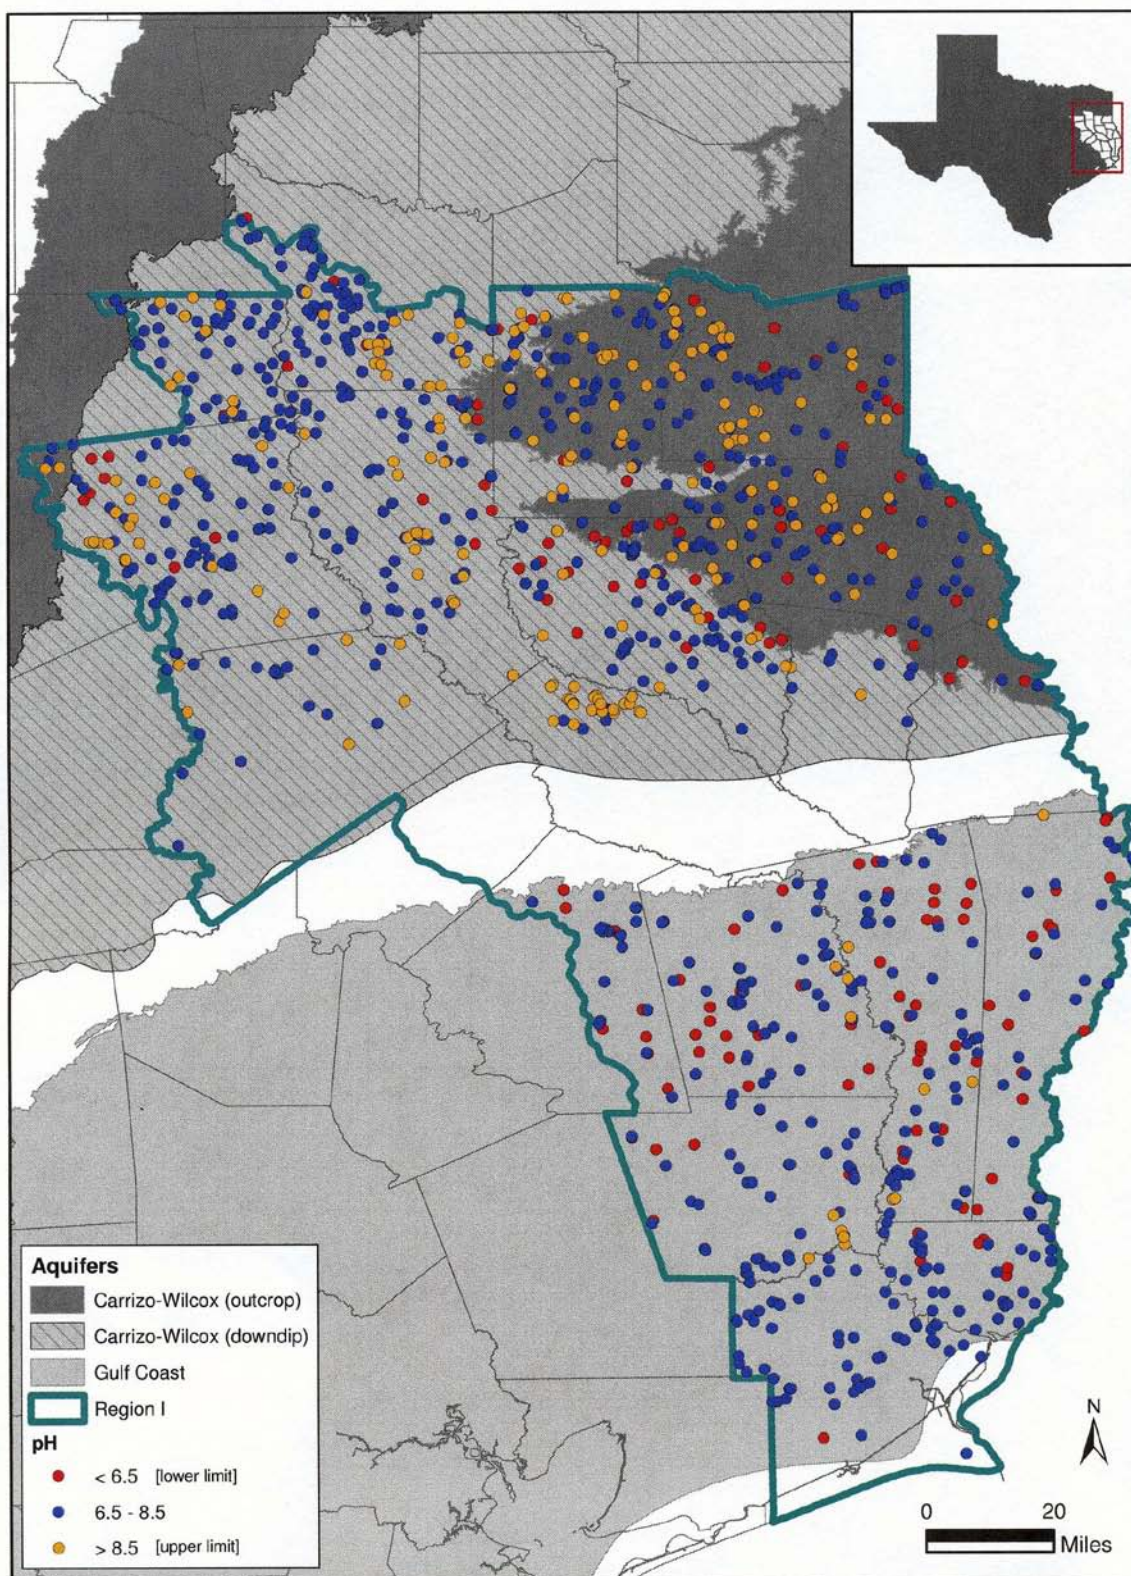 N
0 20
Miles
Aquifers
Carrizo-Wilcox (outcrop)
Carrizo-Wilcox (downdip)
Gulf Coast
Region I
pH
< 6.5 [lower limit]
6.5 - 8.5
> 8.5 [upper limit]